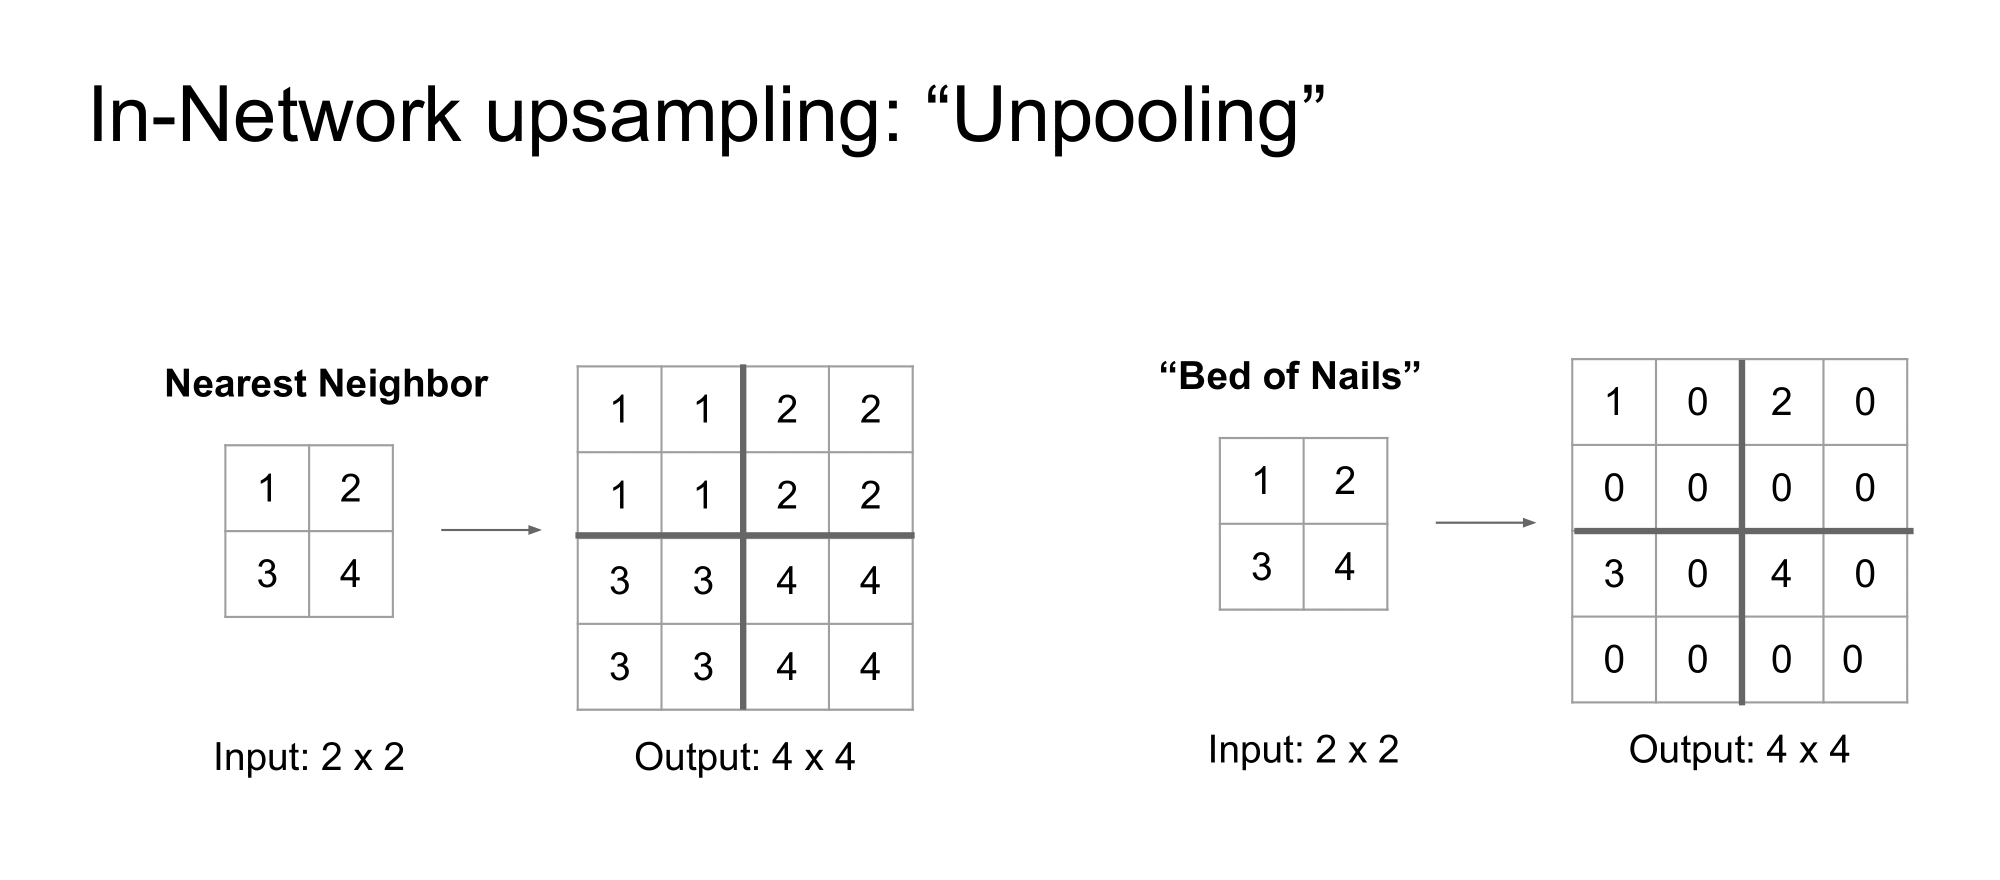 In-Network upsampling: “Unpooling”
Nearest Neighbor
1 2
3 4
Input: 2 x 2
1 1 2 2
1 1 2 2
3 3 4 4
3 3 4 4
Output: 4 x 4
“Bed of Nails”
1 2
3 4
Input: 2 x 2
1 0 2 0
0 0 0 0
3 0 4 0
0 0 0 0
Output: 4 x 4